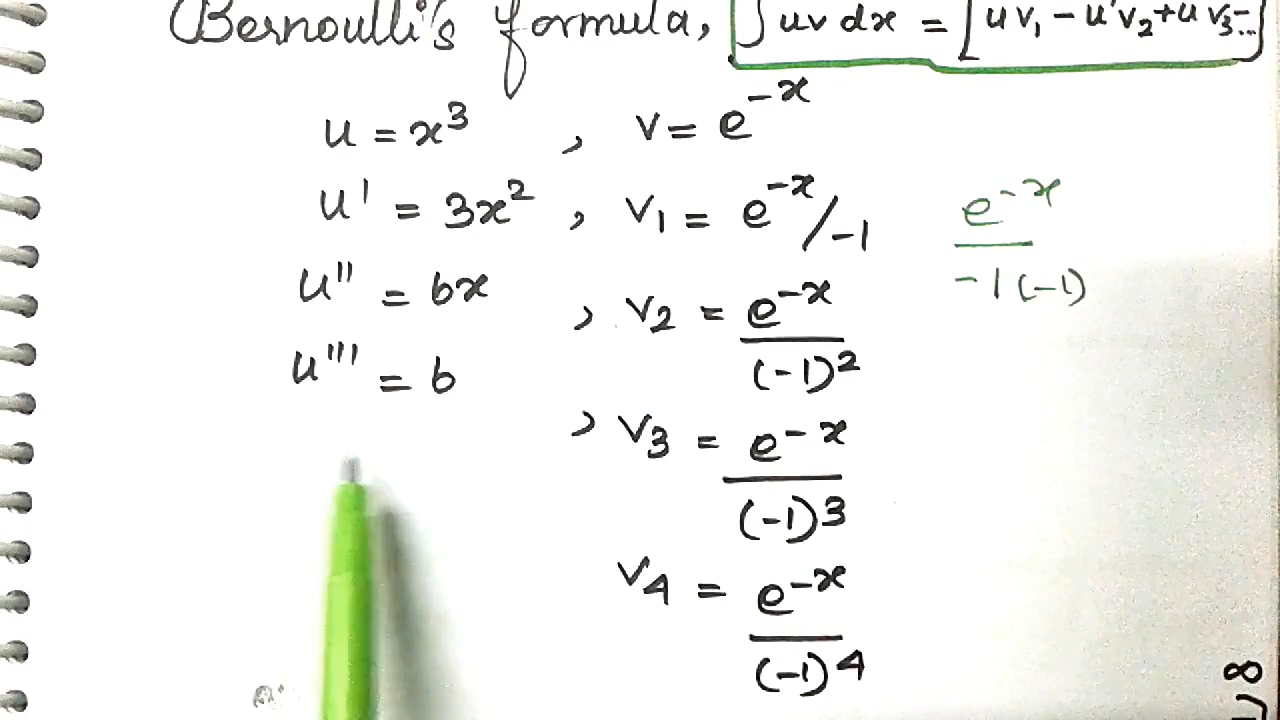 Bernoulli's formula, ∫ uv dx = [uv₁ - u'v₂ + u v₃-...]
u = x³ , v = e⁻ˣ
u' = 3x² , v₁ = e⁻ˣ/-1
e⁻ˣ/-1(-1)
u'' = 6x , v₂ = e⁻ˣ/(-1)²
u''' = 6 , v₃ = e⁻ˣ/(-1)³
v₄ = e⁻ˣ/(-1)⁴
∞